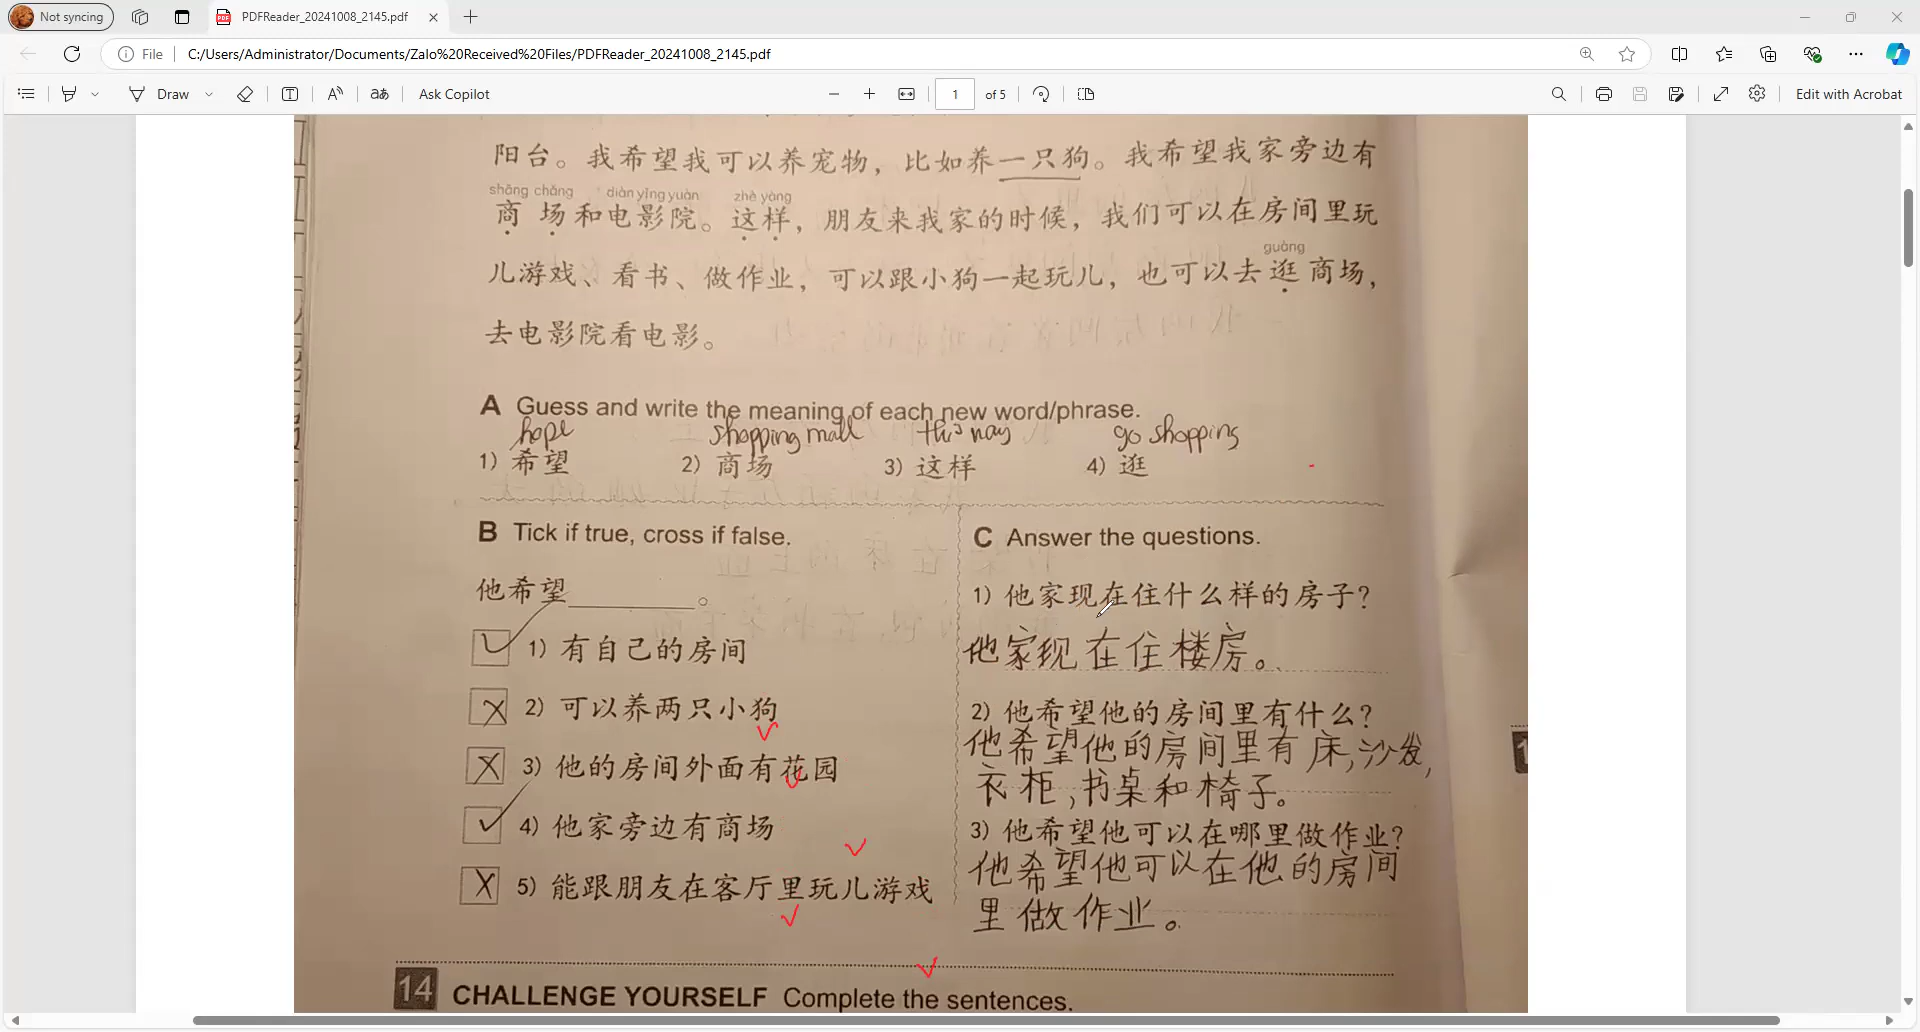 Not syncing
PDFReader_20241008_2145.pdf
File
C:/Users/Administrator/Documents/Zalo%20Received%20Files/PDFReader_20241008_2145.pdf
Draw
aあ
Ask Copilot
1 of 5
Edit with Acrobat
阳台。我希望我可以养宠物，比如养一只狗。我希望我家旁边有
shāng chǎng diàn yǐng yuàn zhè yàng
商场和电影院。这样，朋友来我家的时候，我们可以在房间里玩
guàng
儿游戏、看书、做作业，可以跟小狗一起玩儿，也可以去逛商场，
去电影院看电影。
A Guess and write the meaning of each new word/phrase.
hope shopping mall this way go shopping
1) 希望 2) 商场 3) 这样 4) 逛
B Tick if true, cross if false.
他希望________。
1) 有自己的房间
2) 可以养两只小狗
3) 他的房间外面有花园
4) 他家旁边有商场
5) 能跟朋友在客厅里玩儿游戏
C Answer the questions.
1) 他家现在住什么样的房子?
他家现在住楼房。
2) 他希望他的房间里有什么?
他希望他的房间里有床,沙发,
衣柜,书桌和椅子。
3) 他希望他可以在哪里做作业?
他希望他可以在他的房间
里做作业。
14 CHALLENGE YOURSELF Complete the sentences.